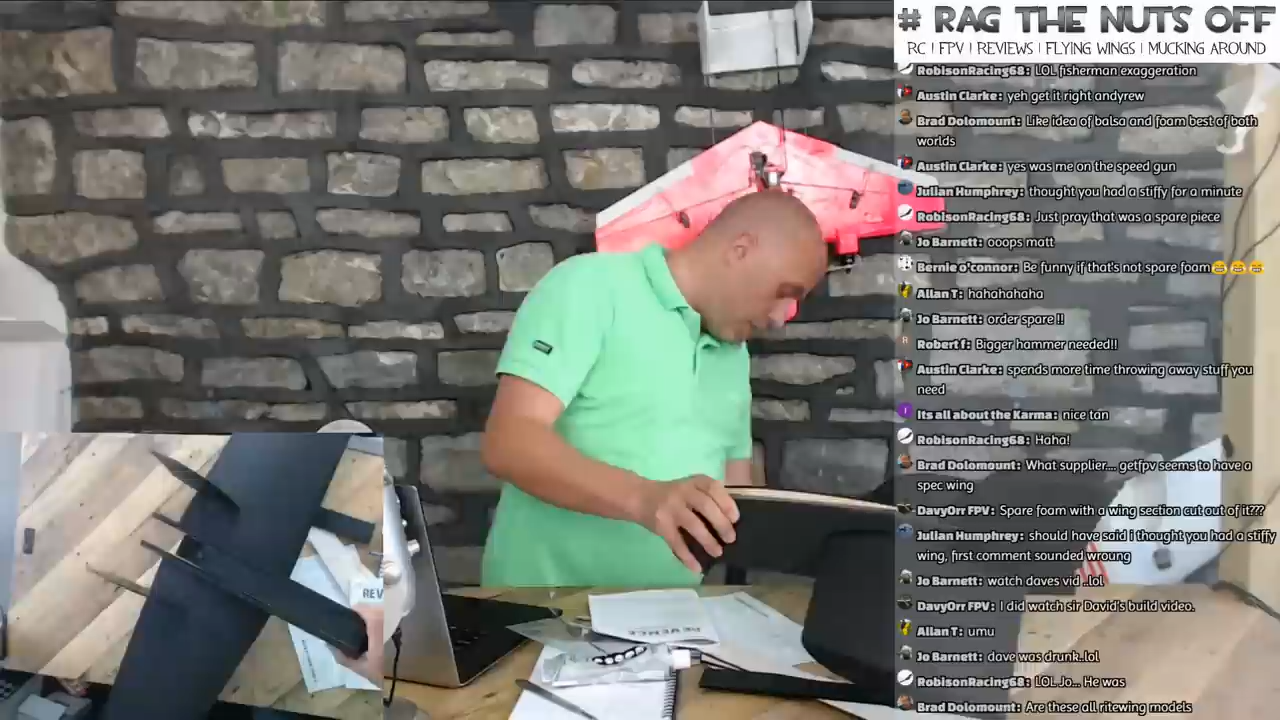 # RAG THE NUTS OFF
RC | FPV | REVIEWS | FLYING WINGS | MUCKING AROUND
RobisonRacing68: LOL fisherman exaggeration
Austin Clarke: yeh get it right andyrew
Brad Dolomount: Like idea of balsa and foam best of both
worlds
Austin Clarke: yes was me on the speed gun
Julian Humphrey: thought you had a stiffy for a minute
RobisonRacing68: Just pray that was a spare piece
Jo Barnett: ooops matt
Bernie o'connor: Be funny if that's not spare foam😂😂😂
Allan T: hahahahaha
Jo Barnett: order spare !!
Robert f: Bigger hammer needed!!
Austin Clarke: spends more time throwing away stuff you
need
Its all about the Karma: nice tan
RobisonRacing68: Haha!
Brad Dolomount: What supplier.... getfpv seems to have a
spec wing
DavyOrr FPV: Spare foam with a wing section cut out of it???
Julian Humphrey: should have said i thought you had a stiffy
wing, first comment sounded wroung
Jo Barnett: watch daves vid ..lol
DavyOrr FPV: I did watch sir David's build video.
Allan T: umu
Jo Barnett: dave was drunk..lol
RobisonRacing68: LOL Jo... He was
Brad Dolomount: Are these all ritewing models
REV
REVENGE